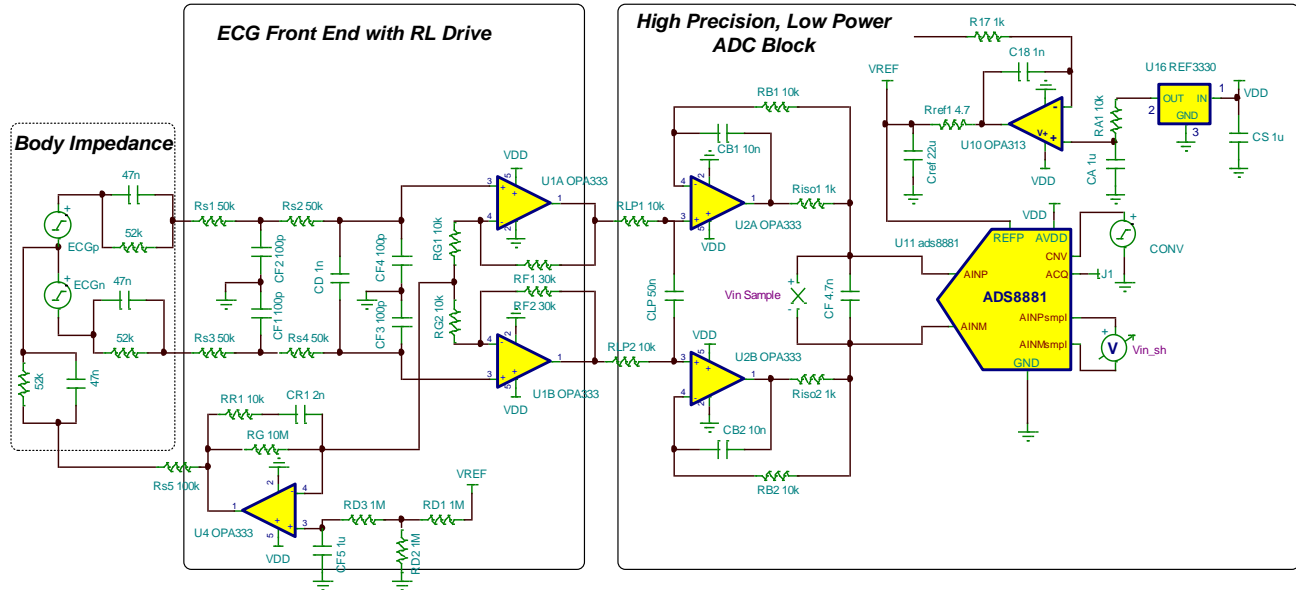 ECG Front End with RL Drive
High Precision, Low Power
ADC Block
Body Impedance
R17 1k
C18 1n
U16 REF3330
VREF
OUT
IN
GND
1
2
3
VDD
CS 1u
RA1 10k
CA 1u
Rref1 4.7
Cref 22u
U10 OPA313
V+
-
+
VDD
RB1 10k
CB1 10n
VDD
U2A OPA333
Riso1 1k
RLP1 10k
CLP 50n
RLP2 10k
Vin Sample
CF 4.7n
VDD
U2B OPA333
Riso2 1k
CB2 10n
RB2 10k
U11 ads8881
VDD
REFP
AVDD
CNV
ACQ
J1
CONV
AINP
AINM
ADS8881
AINPsmpl
AINMsmpl
GND
V
Vin_sh
47n
52k
ECGp
ECGn
47n
52k
52k
47n
Rs1 50k
Rs2 50k
CF2 100p
CF1 100p
CD 1n
CF4 100p
CF3 100p
Rs3 50k
Rs4 50k
VDD
U1A OPA333
RG1 10k
RF1 30k
RF2 30k
RG2 10k
U1B OPA333
VDD
RR1 10k
CR1 2n
RG 10M
Rs5 100k
U4 OPA333
VDD
VREF
RD3 1M
RD1 1M
RD2 1M
CF5 1u